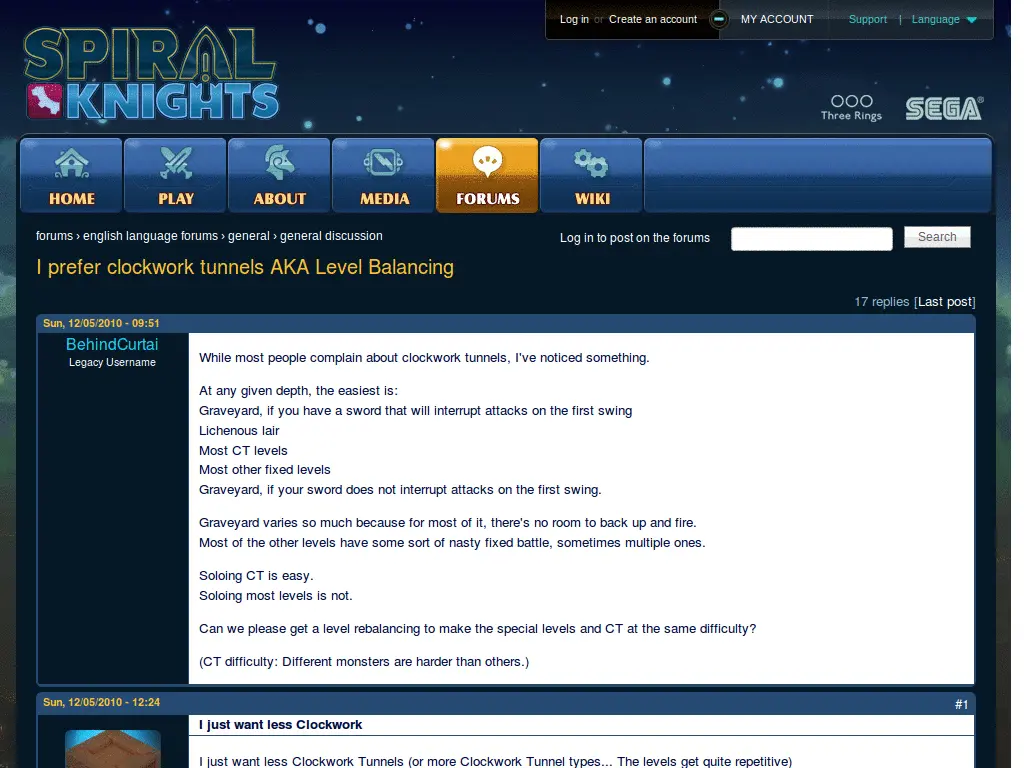 Log in or Create an account MY ACCOUNT Support | Language
SPIRAL
KNIGHTS
Three Rings SEGA®
HOME PLAY ABOUT MEDIA FORUMS WIKI
forums › english language forums › general › general discussion
Log in to post on the forums Search
I prefer clockwork tunnels AKA Level Balancing
17 replies [Last post]
Sun, 12/05/2010 - 09:51
BehindCurtai
Legacy Username
While most people complain about clockwork tunnels, I've noticed something.
At any given depth, the easiest is:
Graveyard, if you have a sword that will interrupt attacks on the first swing
Lichenous lair
Most CT levels
Most other fixed levels
Graveyard, if your sword does not interrupt attacks on the first swing.
Graveyard varies so much because for most of it, there's no room to back up and fire.
Most of the other levels have some sort of nasty fixed battle, sometimes multiple ones.
Soloing CT is easy.
Soloing most levels is not.
Can we please get a level rebalancing to make the special levels and CT at the same difficulty?
(CT difficulty: Different monsters are harder than others.)
Sun, 12/05/2010 - 12:24 #1
I just want less Clockwork
I just want less Clockwork Tunnels (or more Clockwork Tunnel types... The levels get quite repetitive)